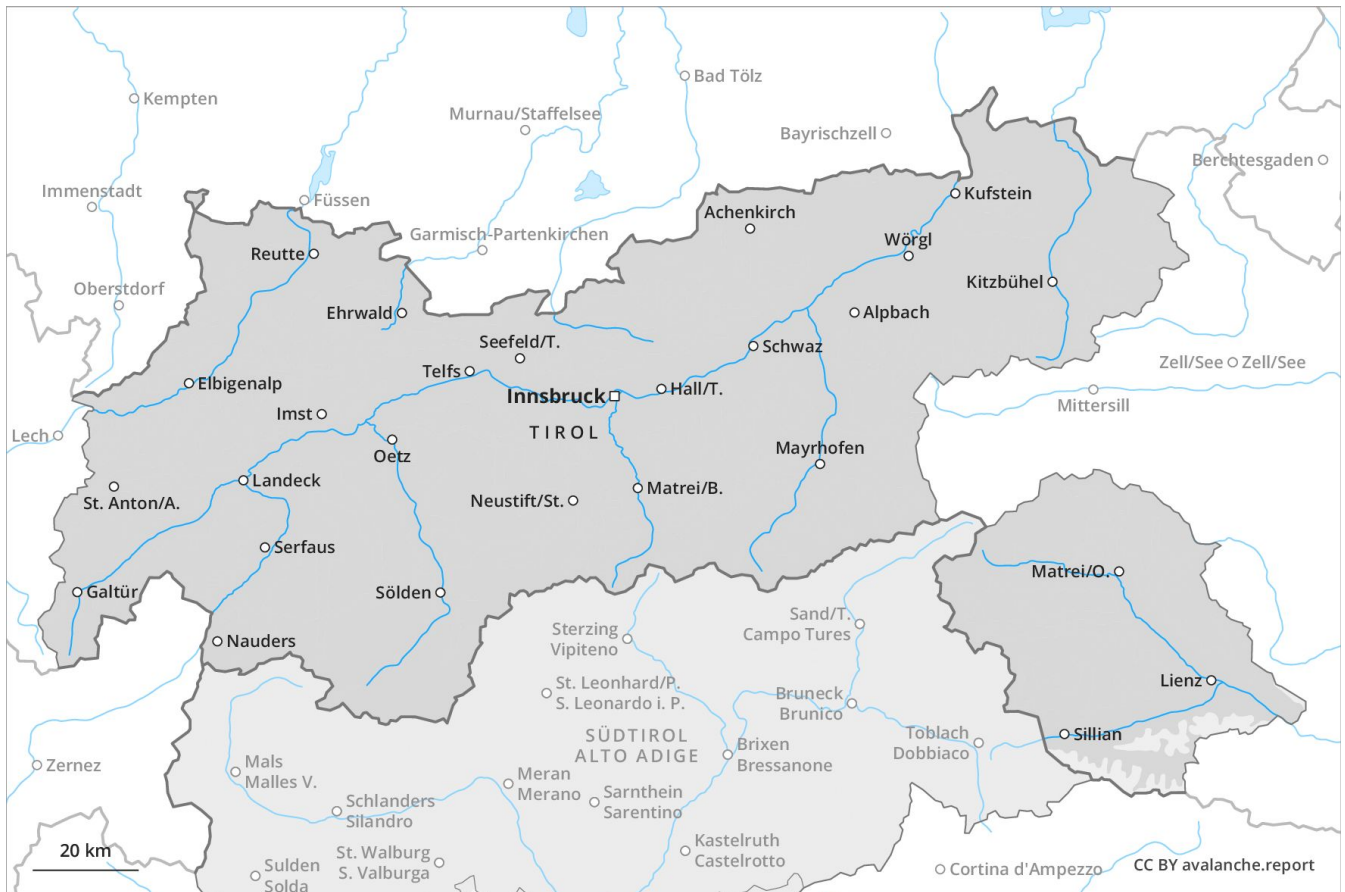 Bad Tölz
Kempten
Murnau/Staffelsee
Bayrischzell
Berchtesgaden
Immenstadt
Füssen
Kufstein
Achenkirch
Garmisch-Partenkirchen
Wörgl
Reutte
Kitzbühel
Oberstdorf
Ehrwald
Alpbach
Seefeld/T.
Schwaz
Zell/See
Zell/See
Telfs
Elbigenalp
Innsbruck
Hall/T.
Mittersill
Imst
Lech
TIROL
Oetz
Mayrhofen
Landeck
Matrei/B.
St. Anton/A.
Neustift/St.
Serfaus
Matrei/O.
Galtür
Sölden
Sand/T.
Campo Tures
Sterzing
Vipiteno
Nauders
Lienz
St. Leonhard/P.
S. Leonardo i. P.
Bruneck
Brunico
Sillian
SÜDTIROL
ALTO ADIGE
Toblach
Dobbiaco
Brixen
Bressanone
Zernez
Mals
Malles V.
Meran
Merano
Sarnthein
Sarentino
Schlanders
Silandro
Kastelruth
Castelrotto
20 km
St. Walburg
S. Valburga
Sulden
Solda
Cortina d'Ampezzo
CC BY avalanche.report